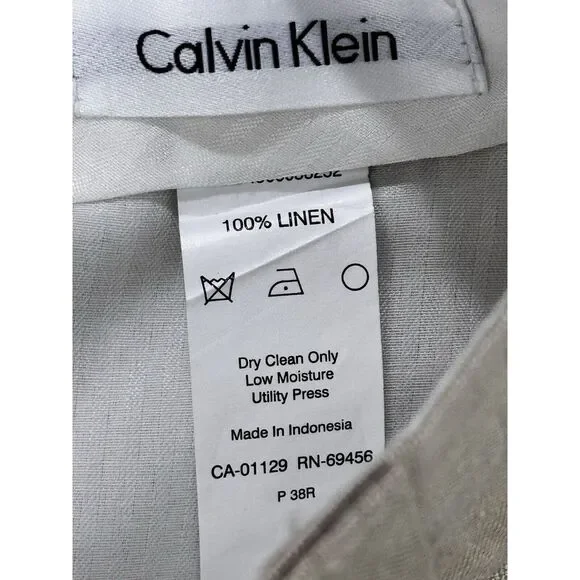 Calvin Klein
100% LINEN
Dry Clean Only
Low Moisture
Utility Press
Made In Indonesia
CA-01129 RN-69456
P 38R